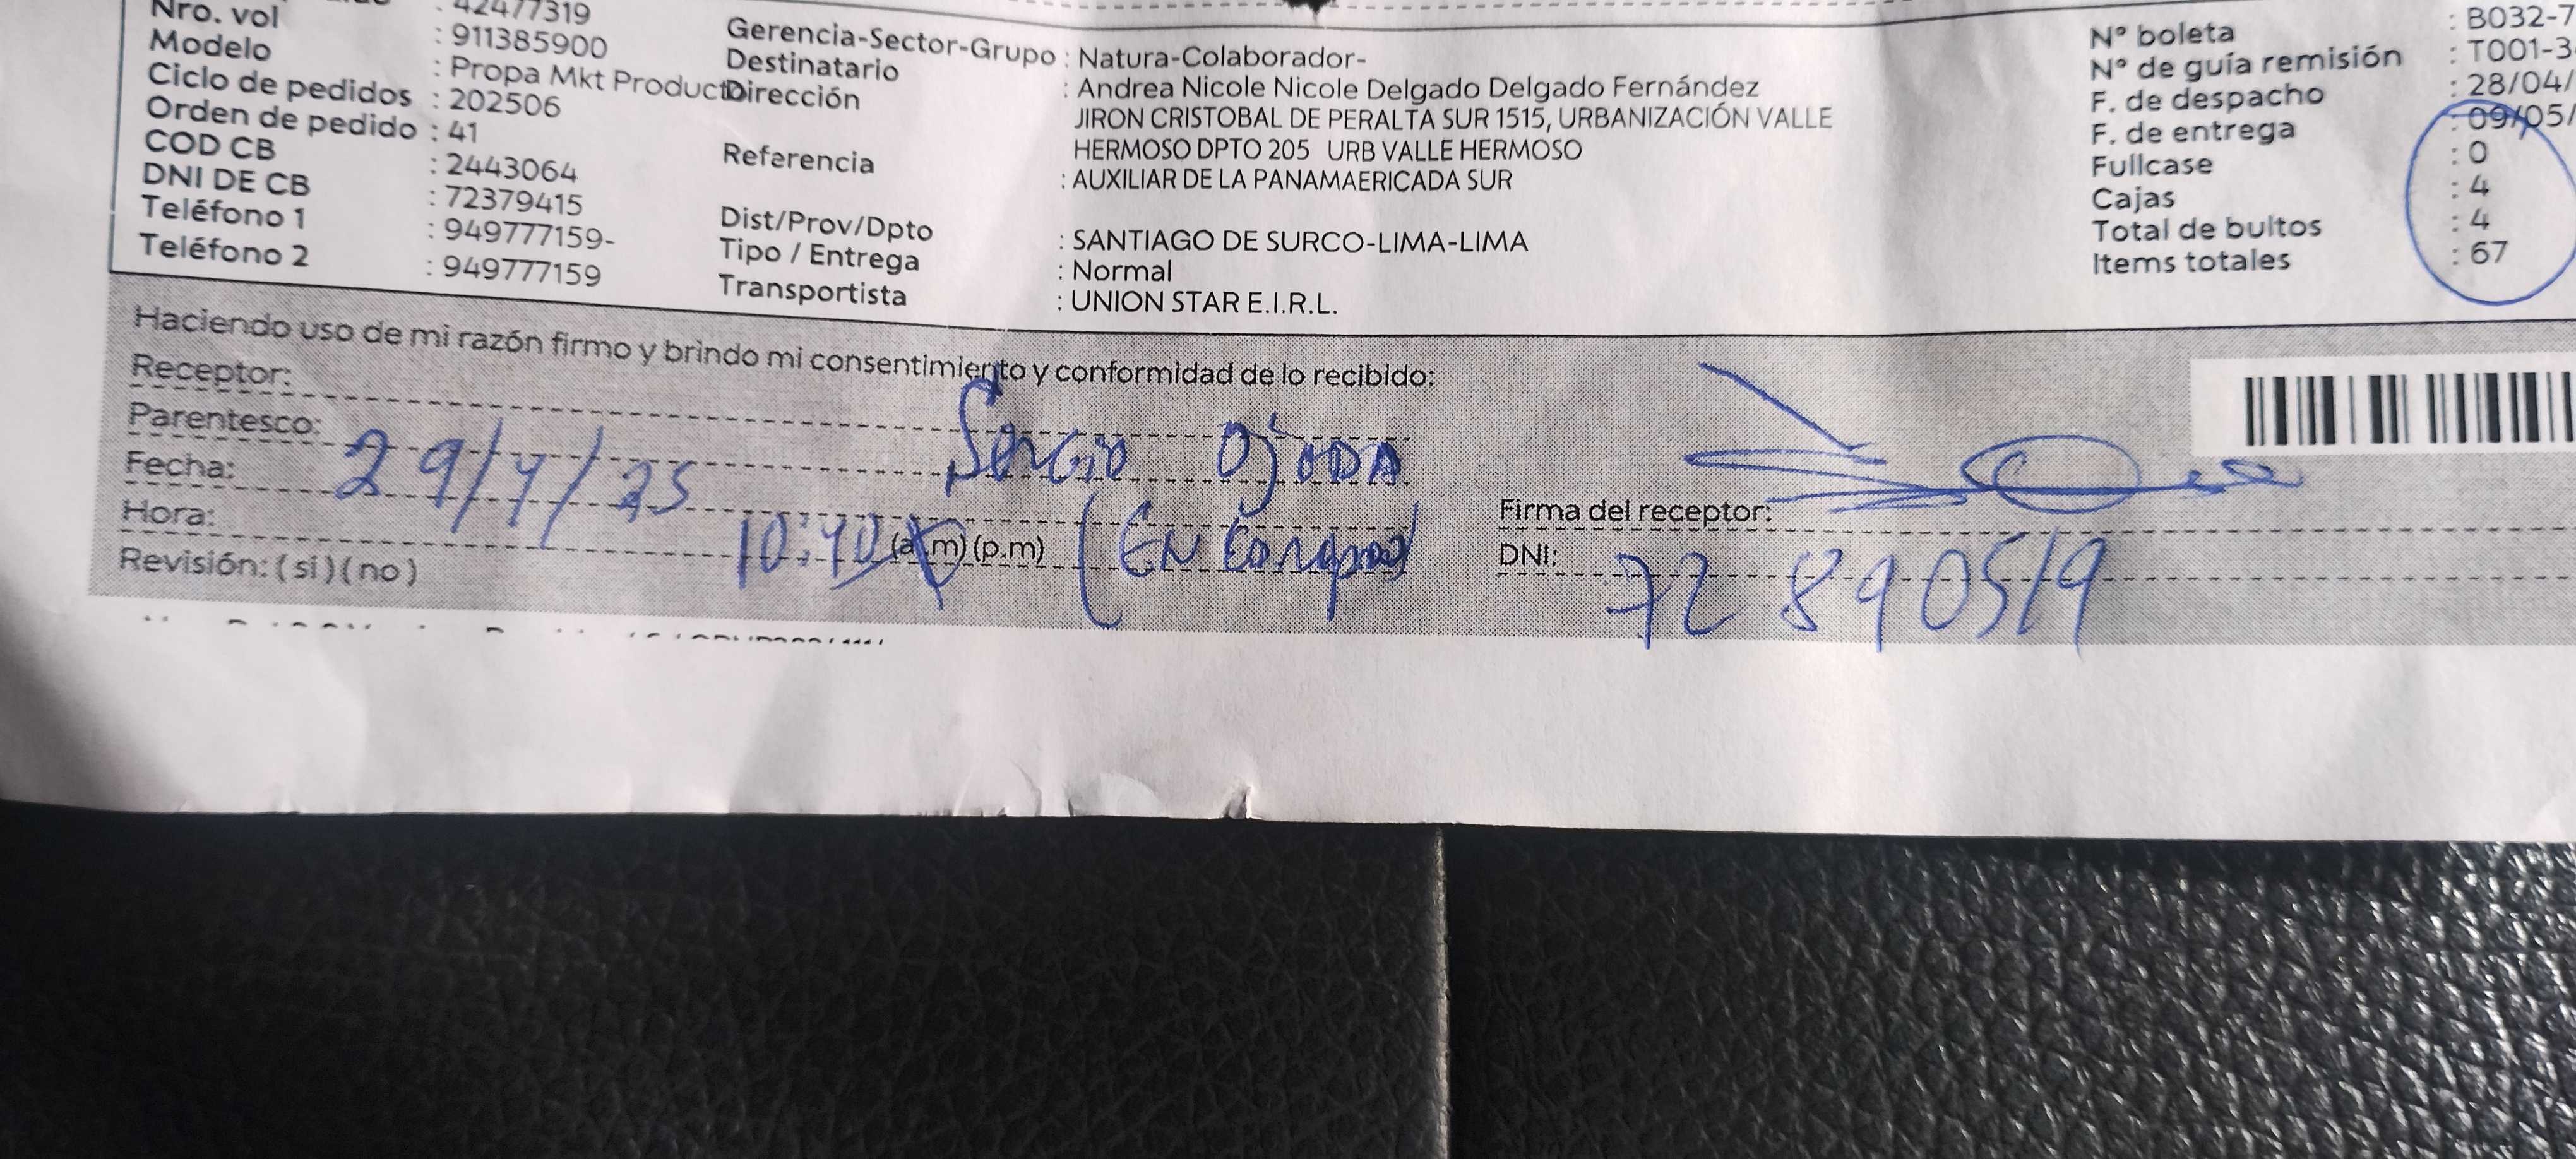 : 42477319
Nro. vol : 911385900
Modelo : Propa Mkt Producto
Ciclo de pedidos : 202506
Orden de pedido : 41
COD CB : 2443064
DNI DE CB : 72379415
Teléfono 1 : 949777159-
Teléfono 2 : 949777159
Gerencia-Sector-Grupo : Natura-Colaborador-
Destinatario : Andrea Nicole Nicole Delgado Delgado Fernández
Dirección JIRON CRISTOBAL DE PERALTA SUR 1515, URBANIZACIÓN VALLE
HERMOSO DPTO 205 URB VALLE HERMOSO
Referencia : AUXILIAR DE LA PANAMAERICADA SUR
Dist/Prov/Dpto : SANTIAGO DE SURCO-LIMA-LIMA
Tipo / Entrega : Normal
Transportista : UNION STAR E.I.R.L.
N° boleta : B032-7
N° de guía remisión : T001-3
F. de despacho : 28/04/
F. de entrega : 09/05/
Fullcase : 0
Cajas : 4
Total de bultos : 4
Items totales : 67
Haciendo uso de mi razón firmo y brindo mi consentimiento y conformidad de lo recibido:
Receptor:
Parentesco: Sergio Ojeda
Fecha: 29/4/25
Hora: 10:40 (a.m) (p.m)
Revisión: ( si ) ( no )
Firma del receptor:
DNI: 72890519